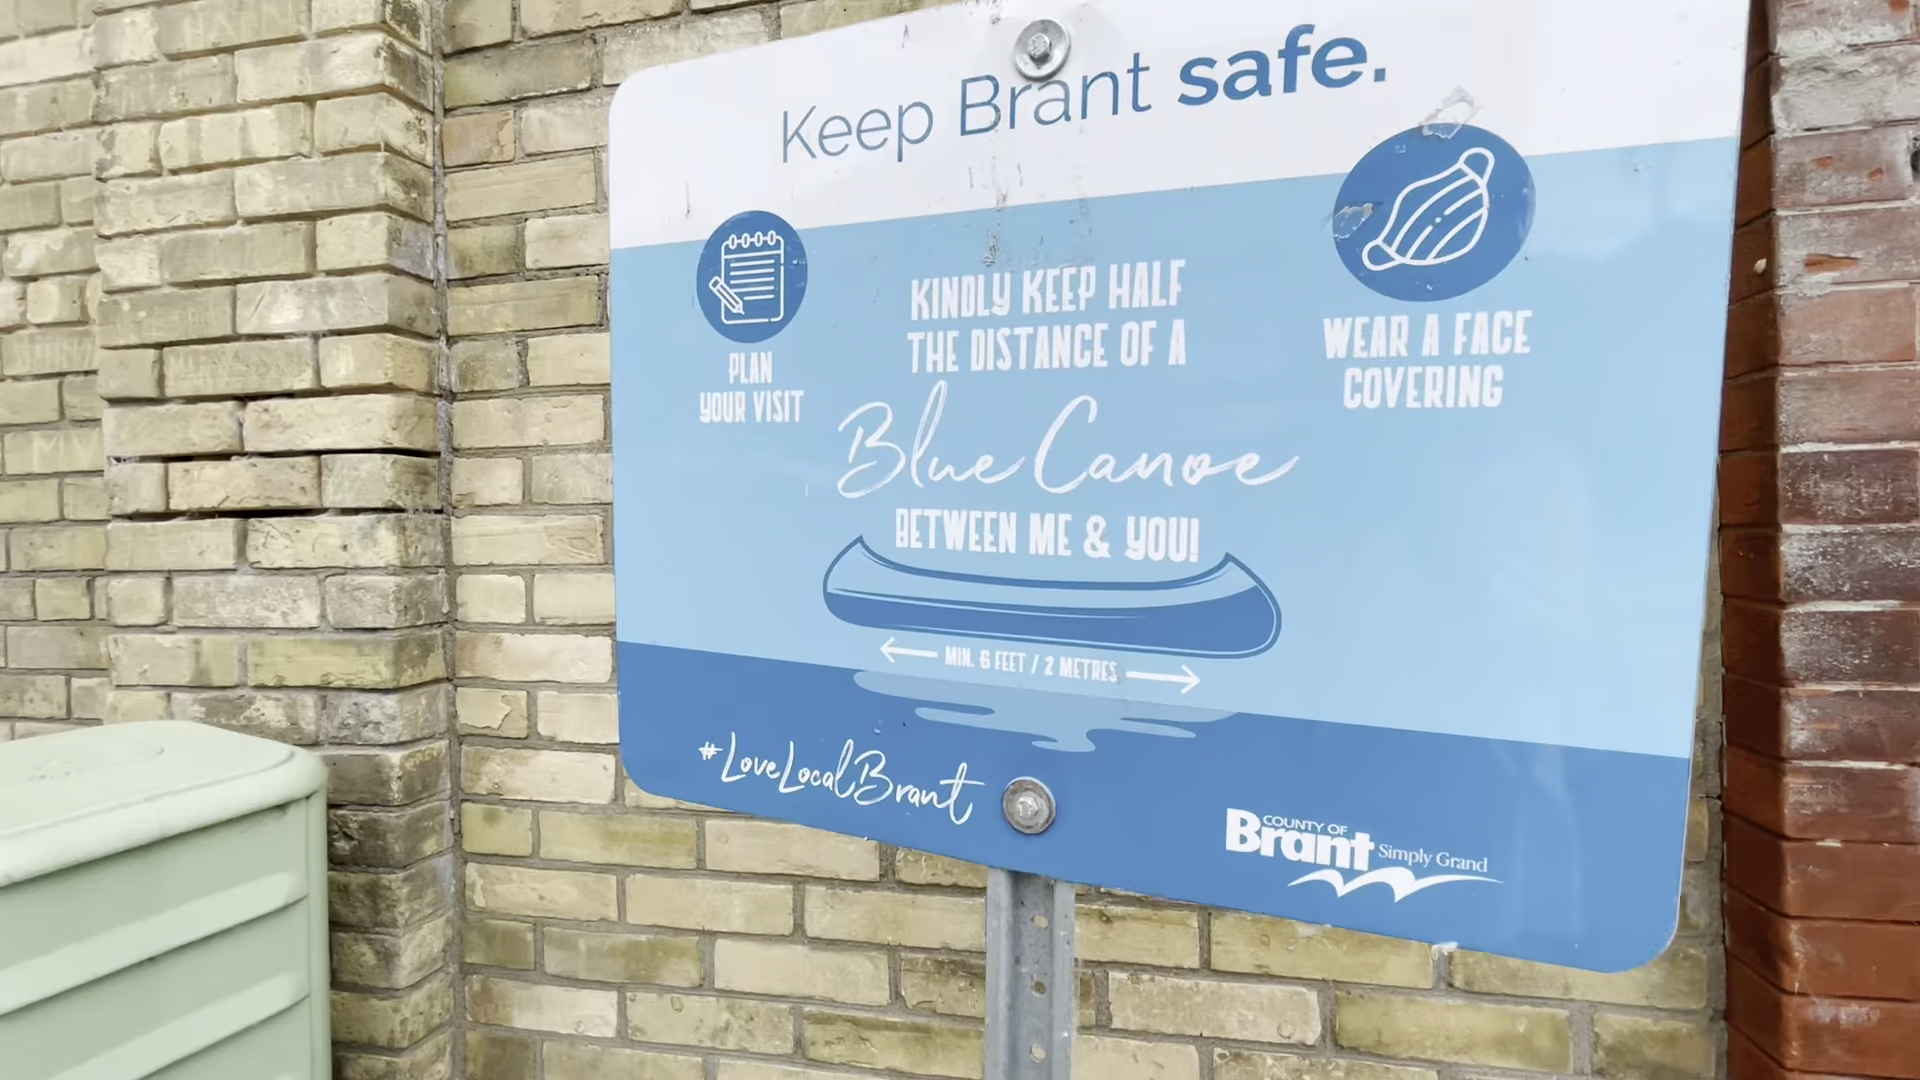 Keep Brant safe.
PLAN
YOUR VISIT
KINDLY KEEP HALF
THE DISTANCE OF A
Blue Canoe
BETWEEN ME & YOU!
WEAR A FACE
COVERING
MIN. 6 FEET / 2 METRES
#LoveLocalBrant
COUNTY OF
Brant Simply Grand